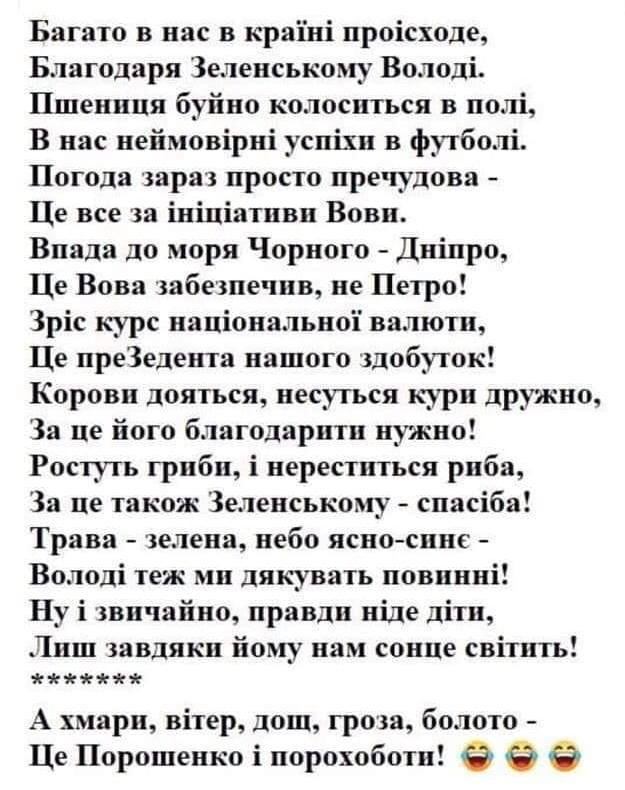 Багато в нас в країні проісходе,
Благодаря Зеленському Володі.
Пшениця буйно колоситься в полі,
В нас неймовірні успіхи в футболі.
Погода зараз просто пречудова -
Це все за ініціативи Вови.
Впада до моря Чорного - Дніпро,
Це Вова забезпечив, не Петро!
Зріс курс національної валюти,
Це преЗедента нашого здобуток!
Корови дояться, несуться кури дружно,
За це його благодарити нужно!
Ростуть гриби, і нереститься риба,
За це також Зеленському - спасіба!
Трава - зелена, небо ясно-синє -
Володі теж ми дякувать повинні!
Ну і звичайно, правди ніде діти,
Лиш завдяки йому нам сонце світить!
*******
А хмари, вітер, дощ, гроза, болото -
Це Порошенко і порохоботи! 😂 😂 😂